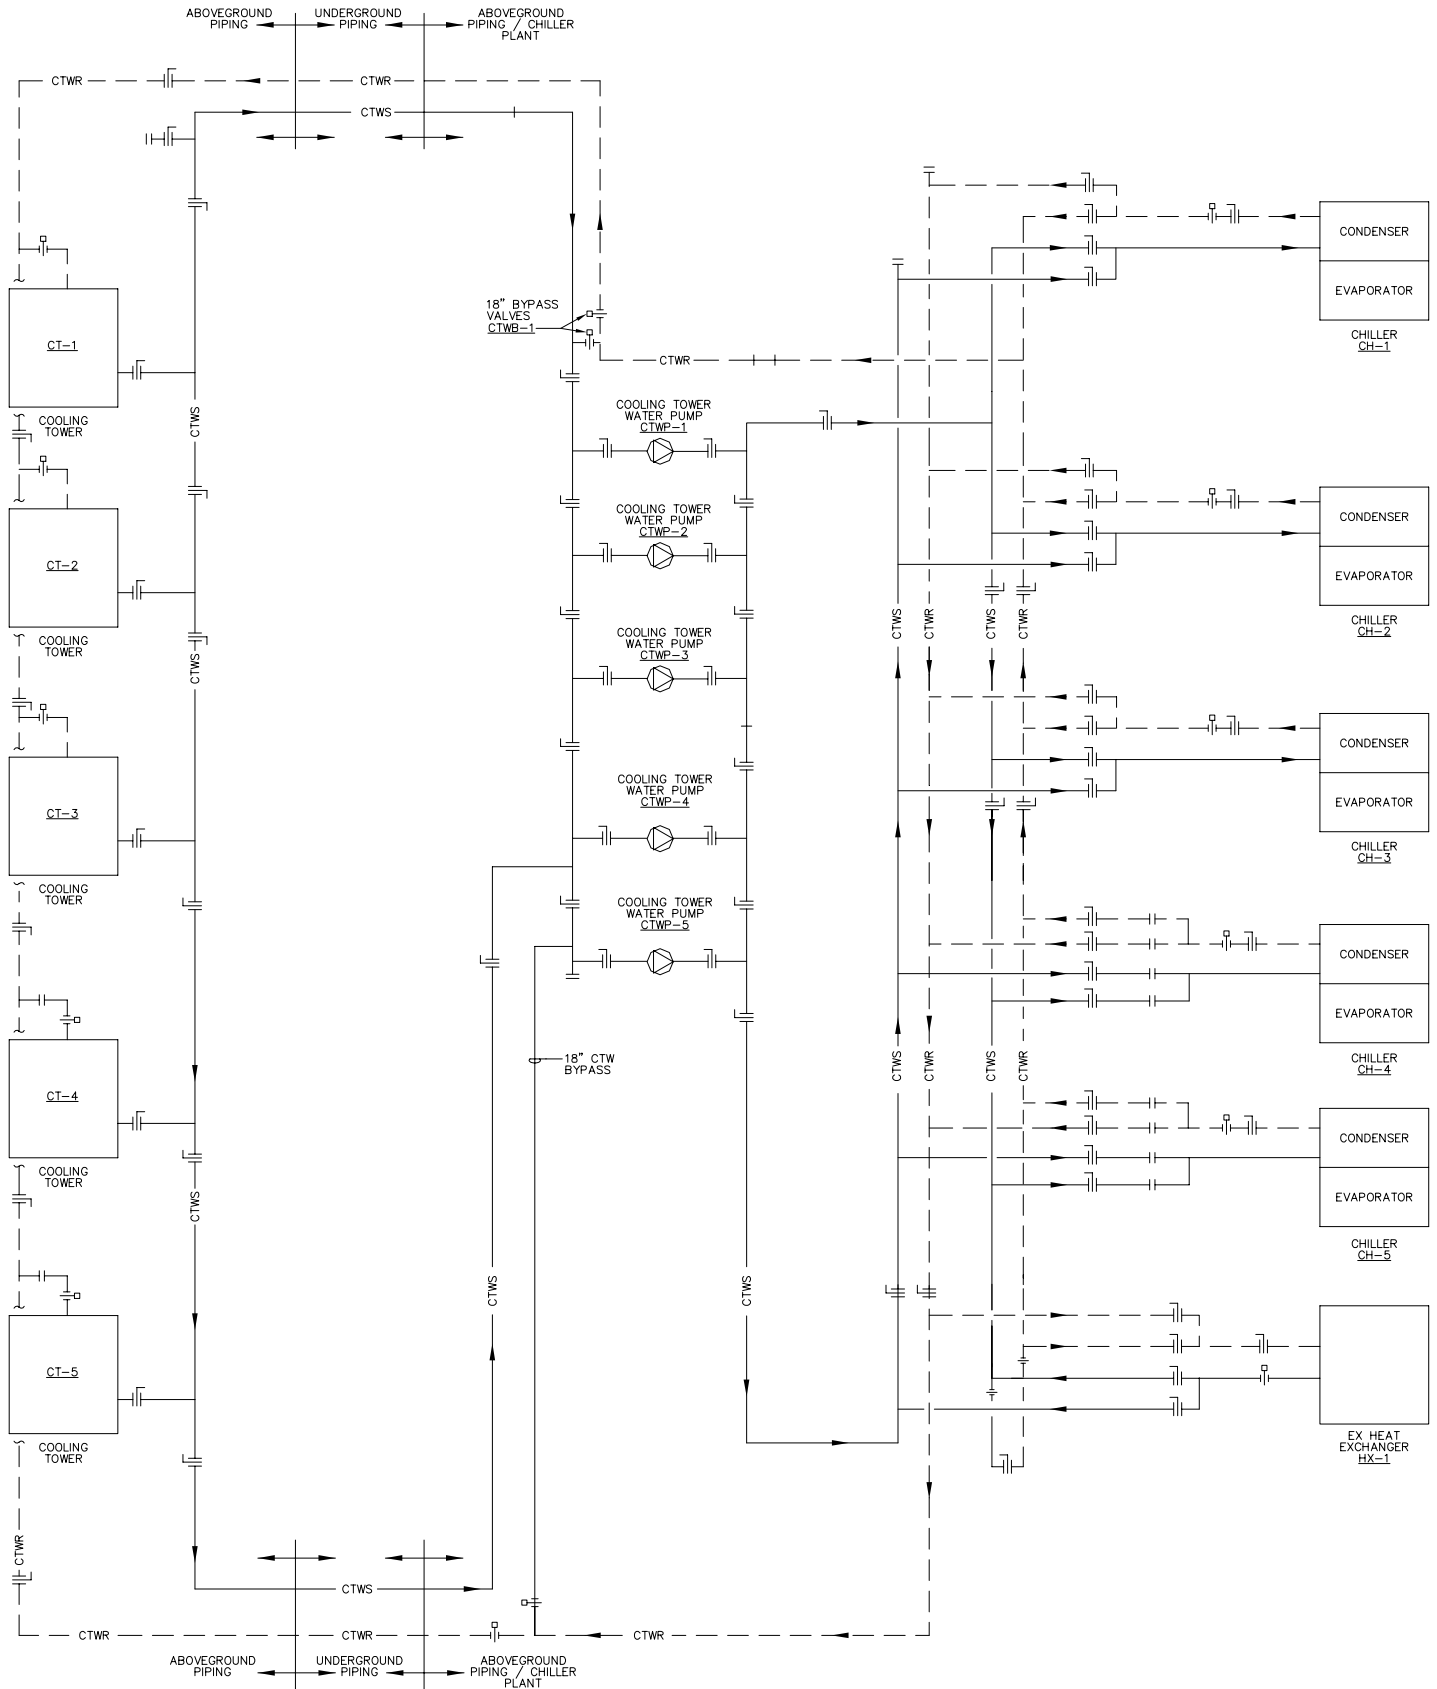 ABOVEGROUND
PIPING
UNDERGROUND
PIPING
ABOVEGROUND
PIPING / CHILLER
PLANT
CTWR
CTWR
CTWS
CONDENSER
EVAPORATOR
CHILLER
CH-1
18" BYPASS
VALVES
CTWB-1
CT-1
COOLING
TOWER
CTWR
CTWS
COOLING TOWER
WATER PUMP
CTWP-1
CONDENSER
EVAPORATOR
CHILLER
CH-2
COOLING TOWER
WATER PUMP
CTWP-2
CT-2
COOLING
TOWER
CTWS
COOLING TOWER
WATER PUMP
CTWP-3
CTWS
CTWR
CTWS
CTWR
CONDENSER
EVAPORATOR
CHILLER
CH-3
CT-3
COOLING
TOWER
COOLING TOWER
WATER PUMP
CTWP-4
COOLING TOWER
WATER PUMP
CTWP-5
CONDENSER
EVAPORATOR
CHILLER
CH-4
18" CTW
BYPASS
CTWS
CTWR
CTWS
CTWR
CT-4
COOLING
TOWER
CTWS
CONDENSER
EVAPORATOR
CHILLER
CH-5
CTWS
CTWS
CT-5
COOLING
TOWER
EX HEAT
EXCHANGER
HX-1
CTWR
CTWS
CTWR
CTWR
CTWR
ABOVEGROUND
PIPING
UNDERGROUND
PIPING
ABOVEGROUND
PIPING / CHILLER
PLANT